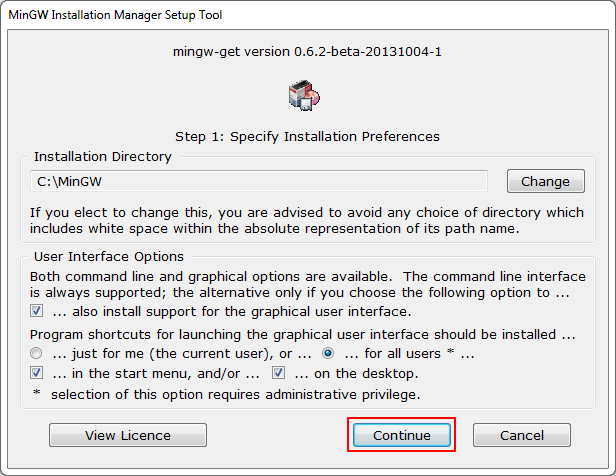 MinGW Installation Manager Setup Tool
mingw-get version 0.6.2-beta-20131004-1
Step 1: Specify Installation Preferences
Installation Directory
C:\MinGW
Change
If you elect to change this, you are advised to avoid any choice of directory which
includes white space within the absolute representation of its path name.
User Interface Options
Both command line and graphical options are available. The command line interface
is always supported; the alternative only if you choose the following option to ...
... also install support for the graphical user interface.
Program shortcuts for launching the graphical user interface should be installed ...
... just for me (the current user), or ... ... for all users * ...
... in the start menu, and/or ... ... on the desktop.
* selection of this option requires administrative privilege.
View Licence Continue Cancel